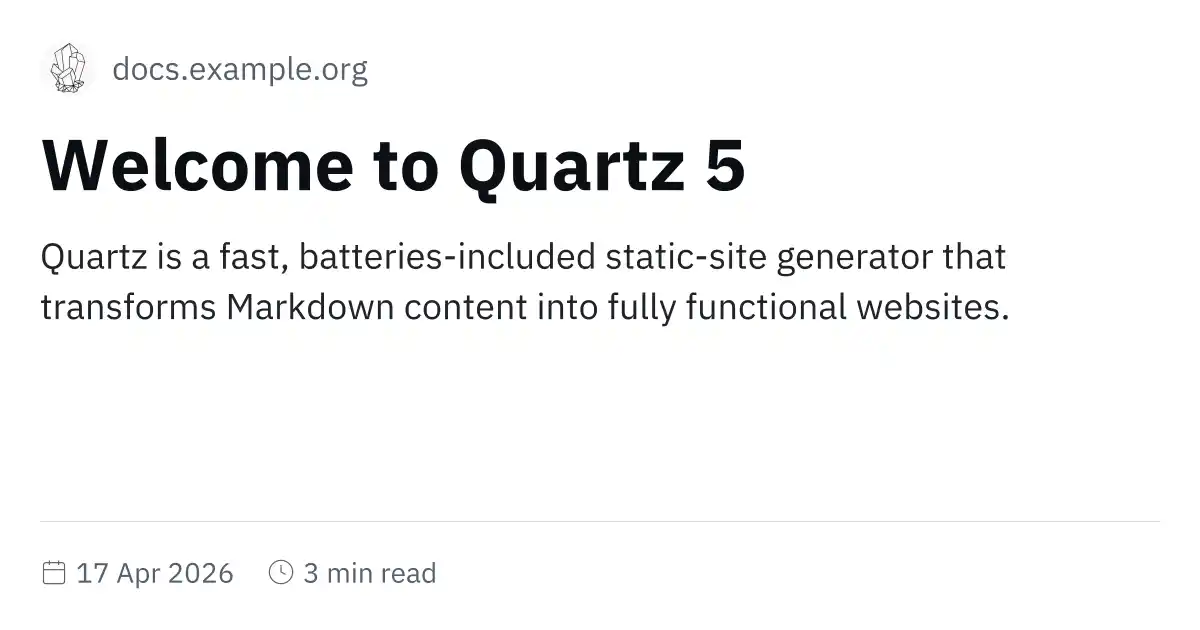 docs.example.org
Welcome to Quartz 5
Quartz is a fast, batteries-included static-site generator that
transforms Markdown content into fully functional websites.
17 Apr 2026 3 min read